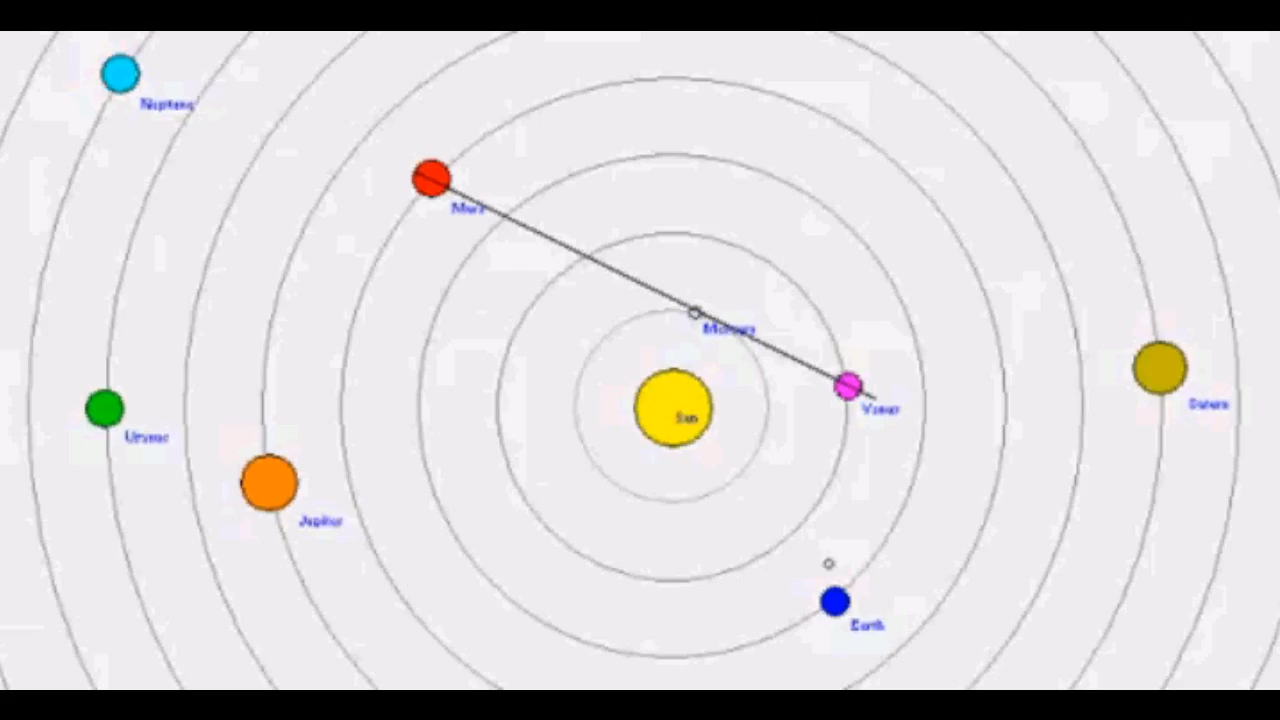 Neptune
Mars
Mercury
Venus
Saturn
Sun
Uranus
Jupiter
Earth